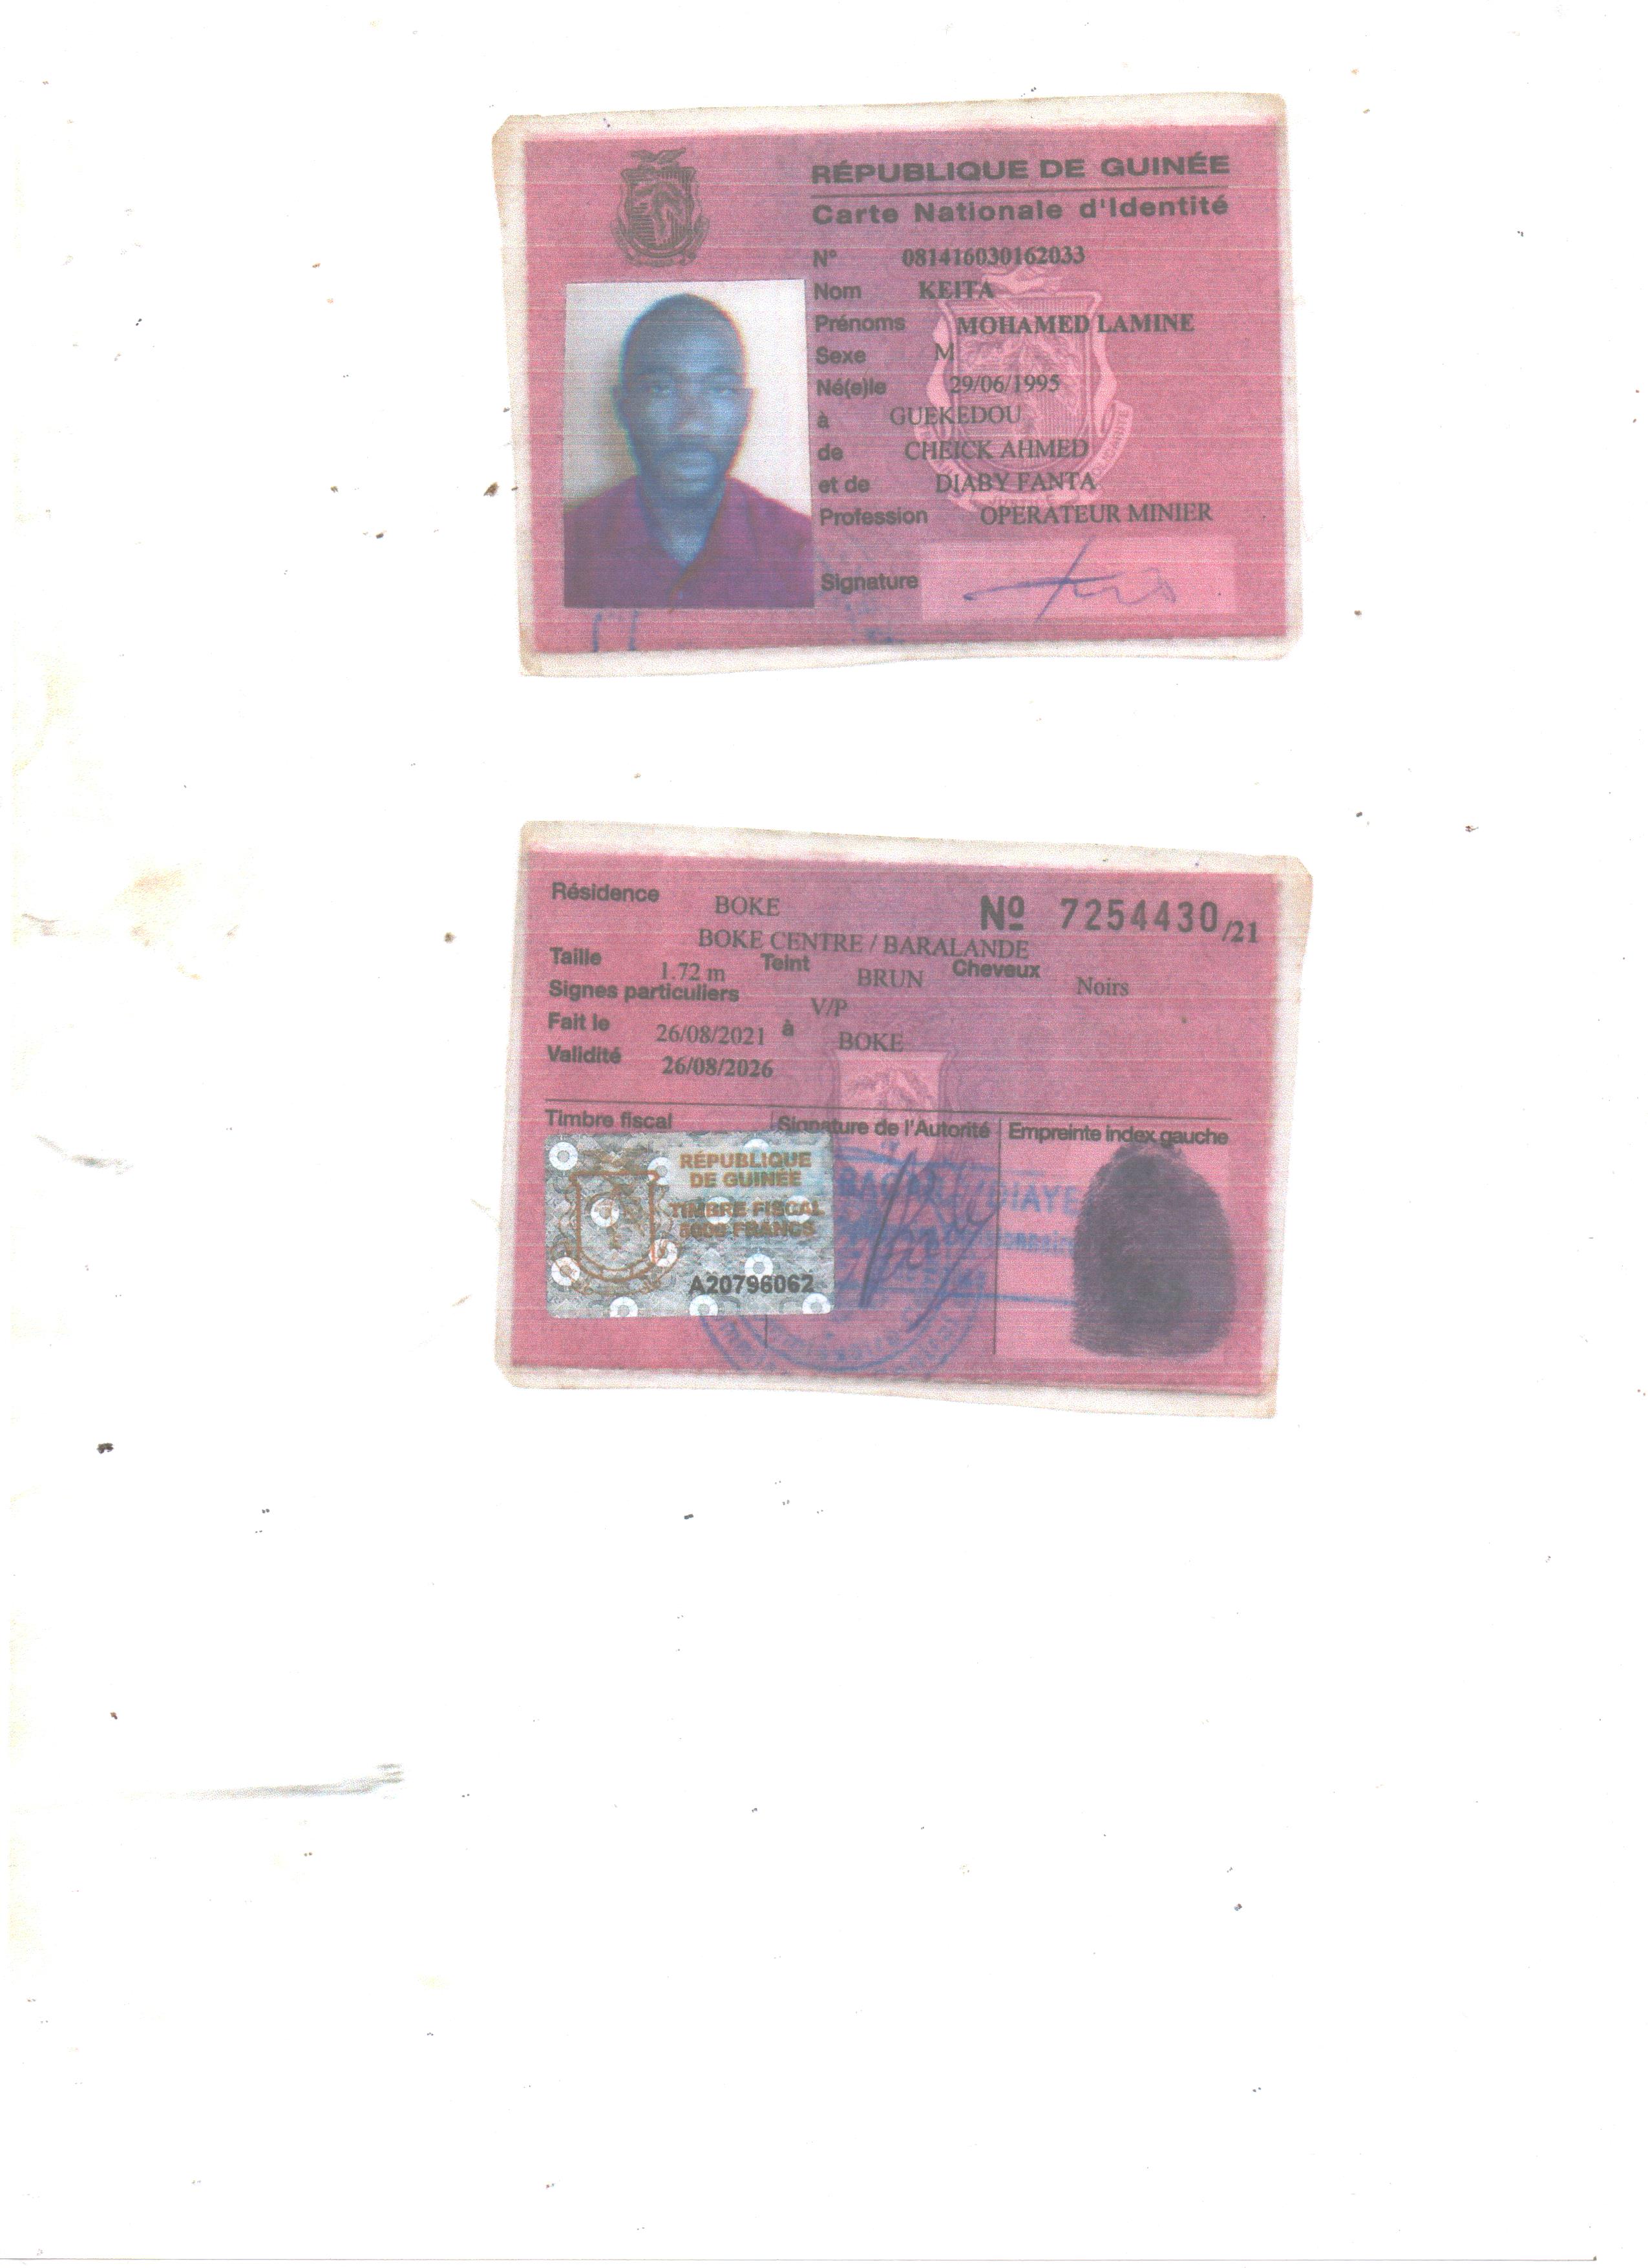 RÉPUBLIQUE DE GUINÉE
Carte Nationale d'Identité
N° 081416030162033
Nom KEITA
Prénoms MOHAMED LAMINE
Sexe M
Né(e)le 29/06/1995
à GUEKEDOU
de CHEICK AHMED
et de DIABY FANTA
Profession OPERATEUR MINIER
Signature
Résidence BOKE Nº 7254430/21
BOKE CENTRE / BARALANDE
Taille 1.72 m Teint BRUN Cheveux Noirs
Signes particuliers V/P
Fait le 26/08/2021 à BOKE
Validité 26/08/2026
Timbre fiscal Signature de l'Autorité Empreinte index gauche
RÉPUBLIQUE
DE GUINÉE
TIMBRE FISCAL
5000 FRANCS
A20796062